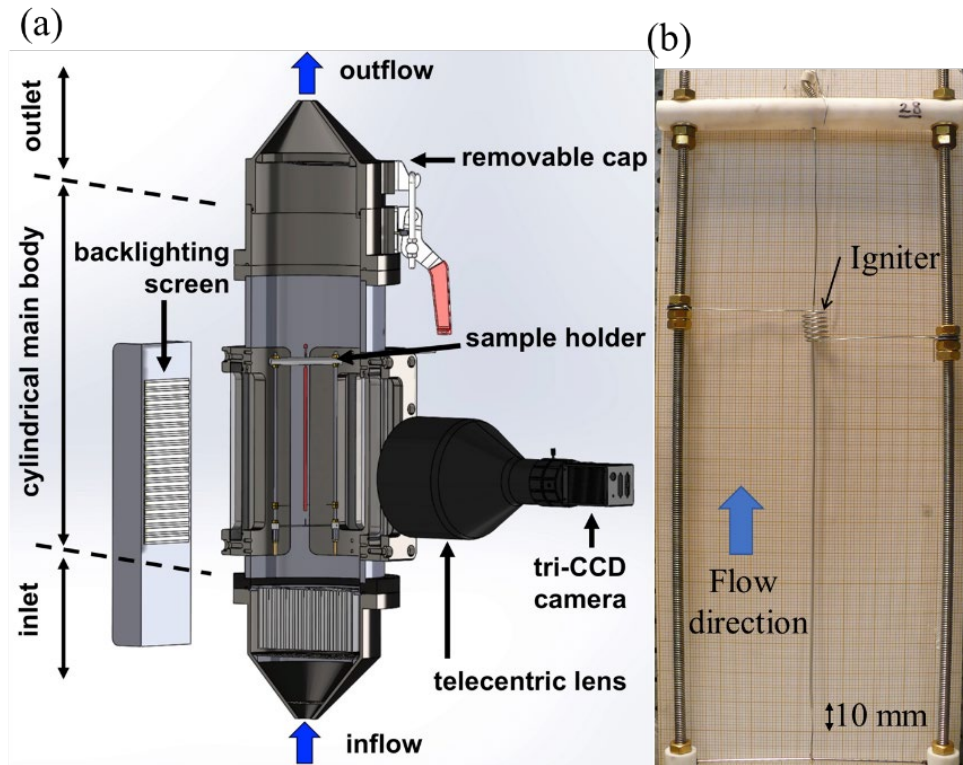 (a)
outflow
outlet
removable cap
backlighting
screen
cylindrical main body
sample holder
tri-CCD
camera
inlet
telecentric lens
inflow
(b)
28
Igniter
Flow
direction
10 mm